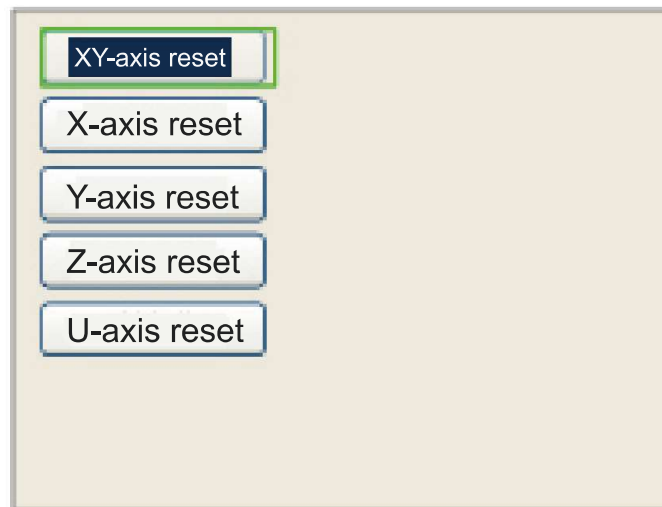 XY-axis reset
X-axis reset
Y-axis reset
Z-axis reset
U-axis reset